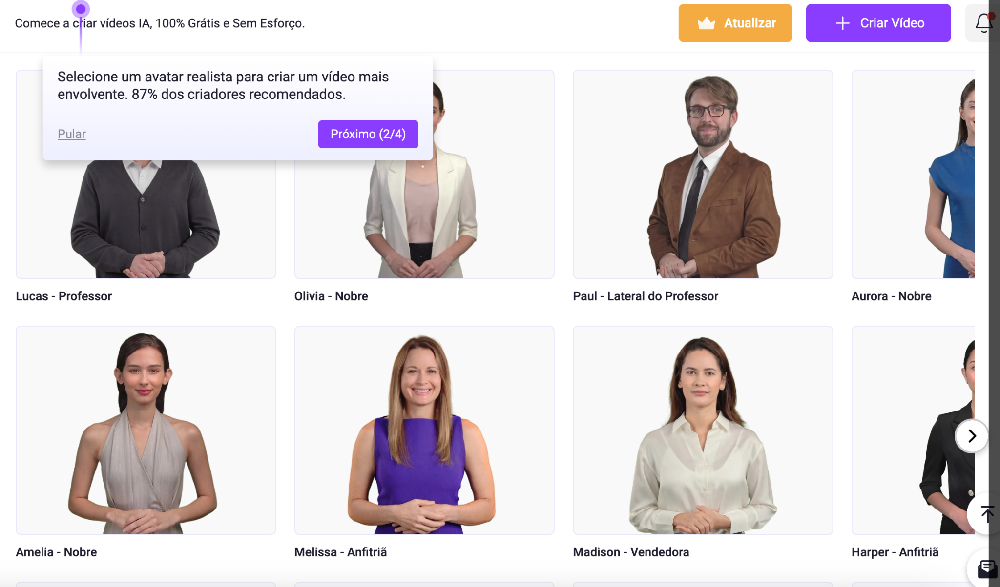 Comece a criar vídeos IA, 100% Grátis e Sem Esforço.
Atualizar
Criar Vídeo
Selecione um avatar realista para criar um vídeo mais
envolvente. 87% dos criadores recomendados.
Pular
Próximo (2/4)
Lucas - Professor
Olivia - Nobre
Paul - Lateral do Professor
Aurora - Nobre
Amelia - Nobre
Melissa - Anfitriã
Madison - Vendedora
Harper - Anfitriã